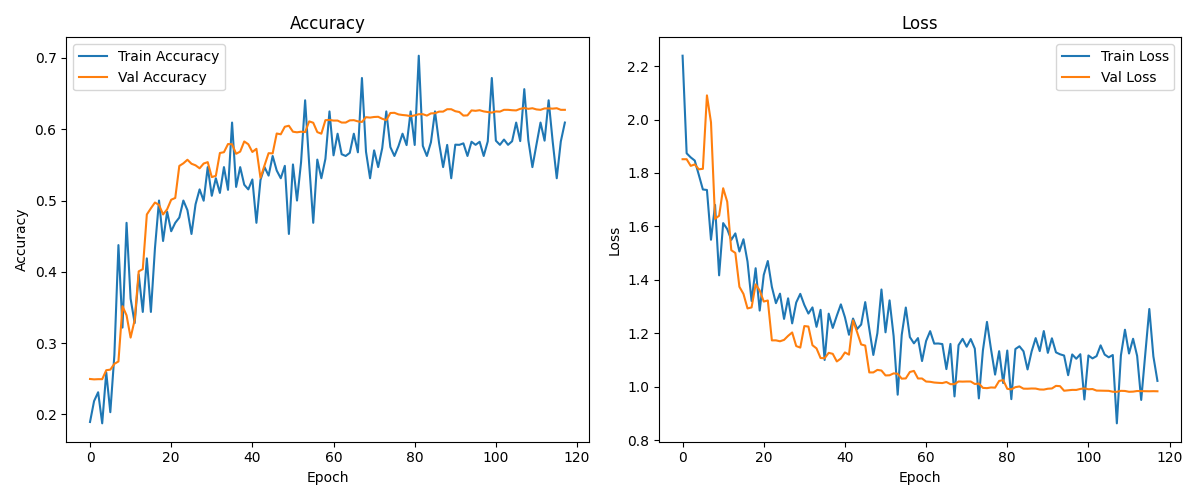 Accuracy
Train Accuracy
Val Accuracy
Accuracy
0.7
0.6
0.5
0.4
0.3
0.2
0 20 40 60 80 100 120
Epoch
Loss
Train Loss
Val Loss
Loss
2.2
2.0
1.8
1.6
1.4
1.2
1.0
0.8
0 20 40 60 80 100 120
Epoch